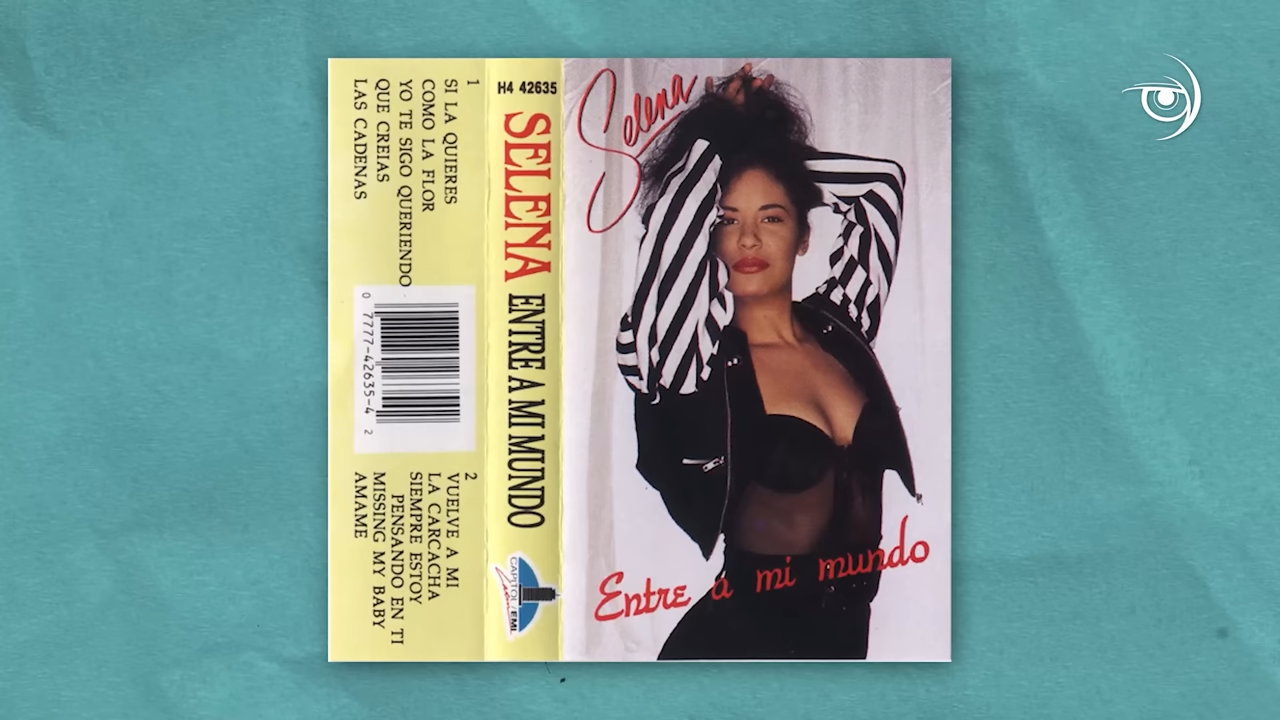 1
SI LA QUIERES
COMO LA FLOR
YO TE SIGO QUERIENDO
QUE CREIAS
LAS CADENAS
0 7777-42635-4 2
2
VUELVE A MI
LA CARCACHA
SIEMPRE ESTOY
PENSANDO EN TI
MISSING MY BABY
AMAME
H4 42635
SELENA ENTRE A MI MUNDO
CAPITOL/EMI
Latin
Selena
Entre a mi mundo